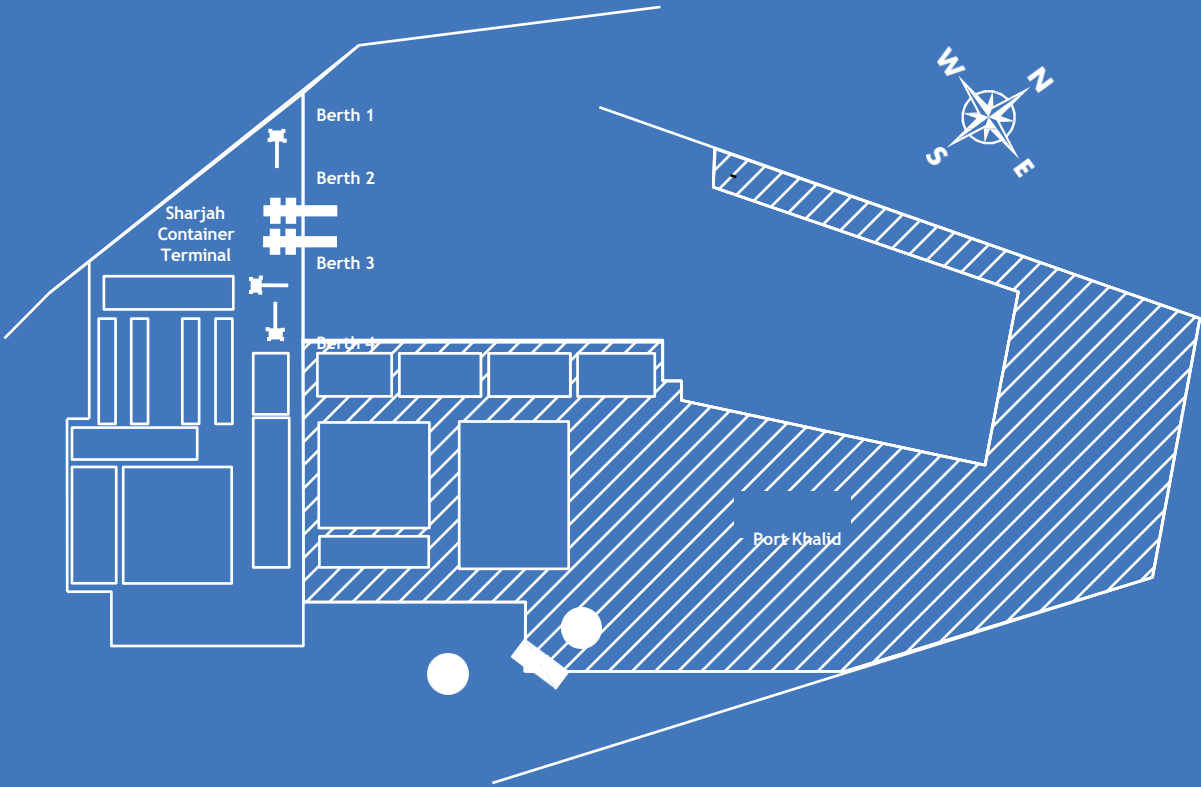 Berth 1
W
N
S
E
Berth 2
Sharjah
Container
Terminal
Berth 3
Berth 4
Port Khalid